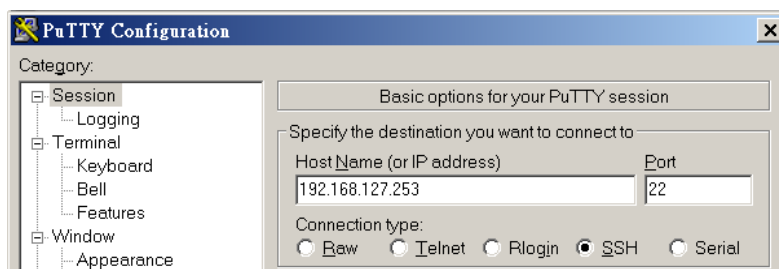 PuTTY Configuration
Category:
Session
Logging
Terminal
Keyboard
Bell
Features
Window
Appearance
Basic options for your PuTTY session
Specify the destination you want to connect to
Host Name (or IP address) Port
192.168.127.253 22
Connection type:
Raw Telnet Rlogin SSH Serial